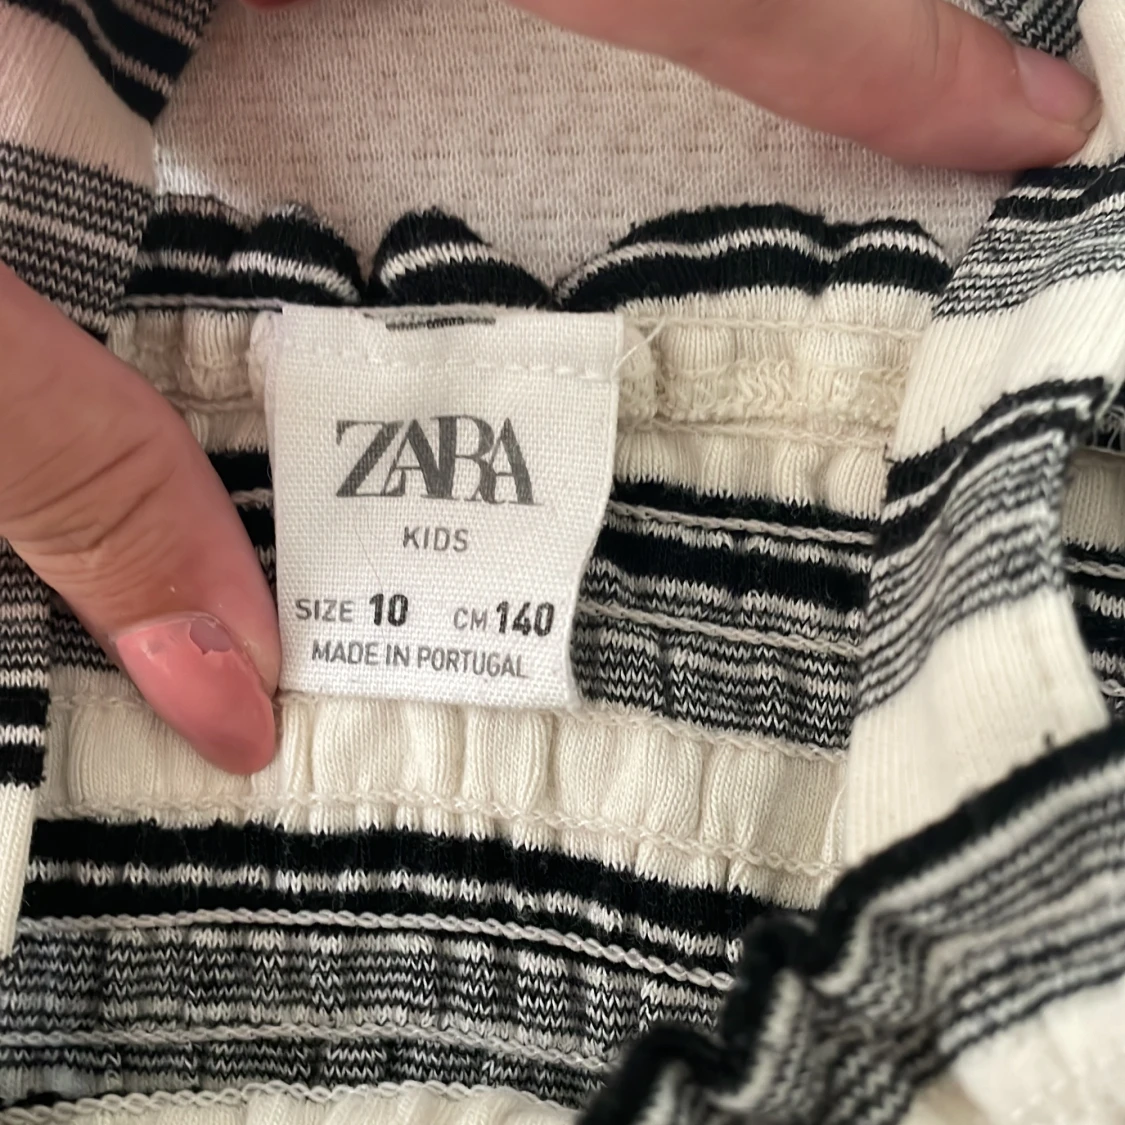 ZARA
KIDS
SIZE 10 CM 140
MADE IN PORTUGAL